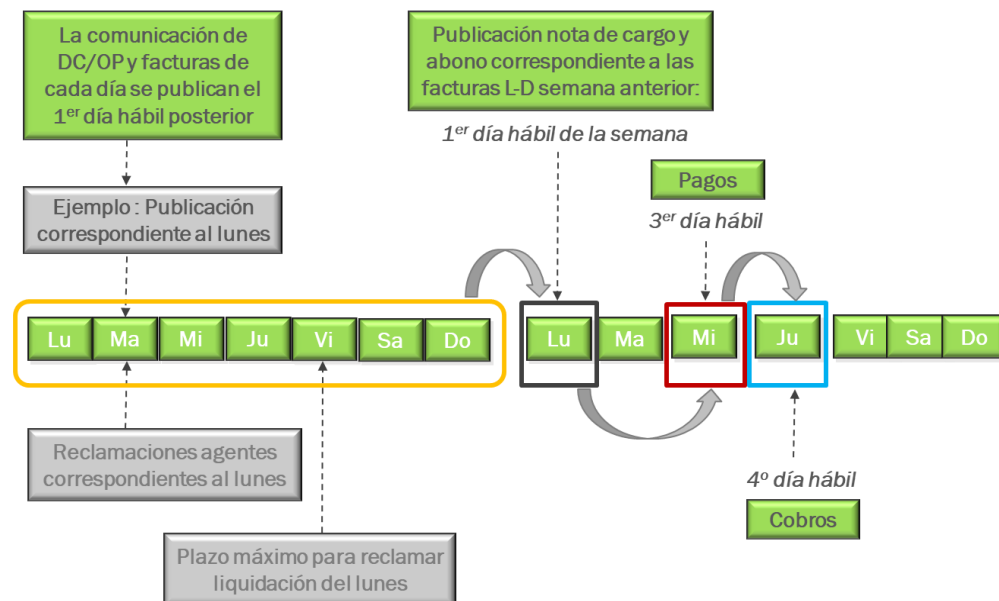 La comunicación de
DC/OP y facturas de
cada día se publican el
1er día hábil posterior
Publicación nota de cargo y
abono correspondiente a las
facturas L-D semana anterior:
1er día hábil de la semana
Pagos
3er día hábil
Ejemplo : Publicación
correspondiente al lunes
Lu Ma Mi Ju Vi Sa Do
Lu Ma Mi Ju Vi Sa Do
Reclamaciones agentes
correspondientes al lunes
4º día hábil
Cobros
Plazo máximo para reclamar
liquidación del lunes